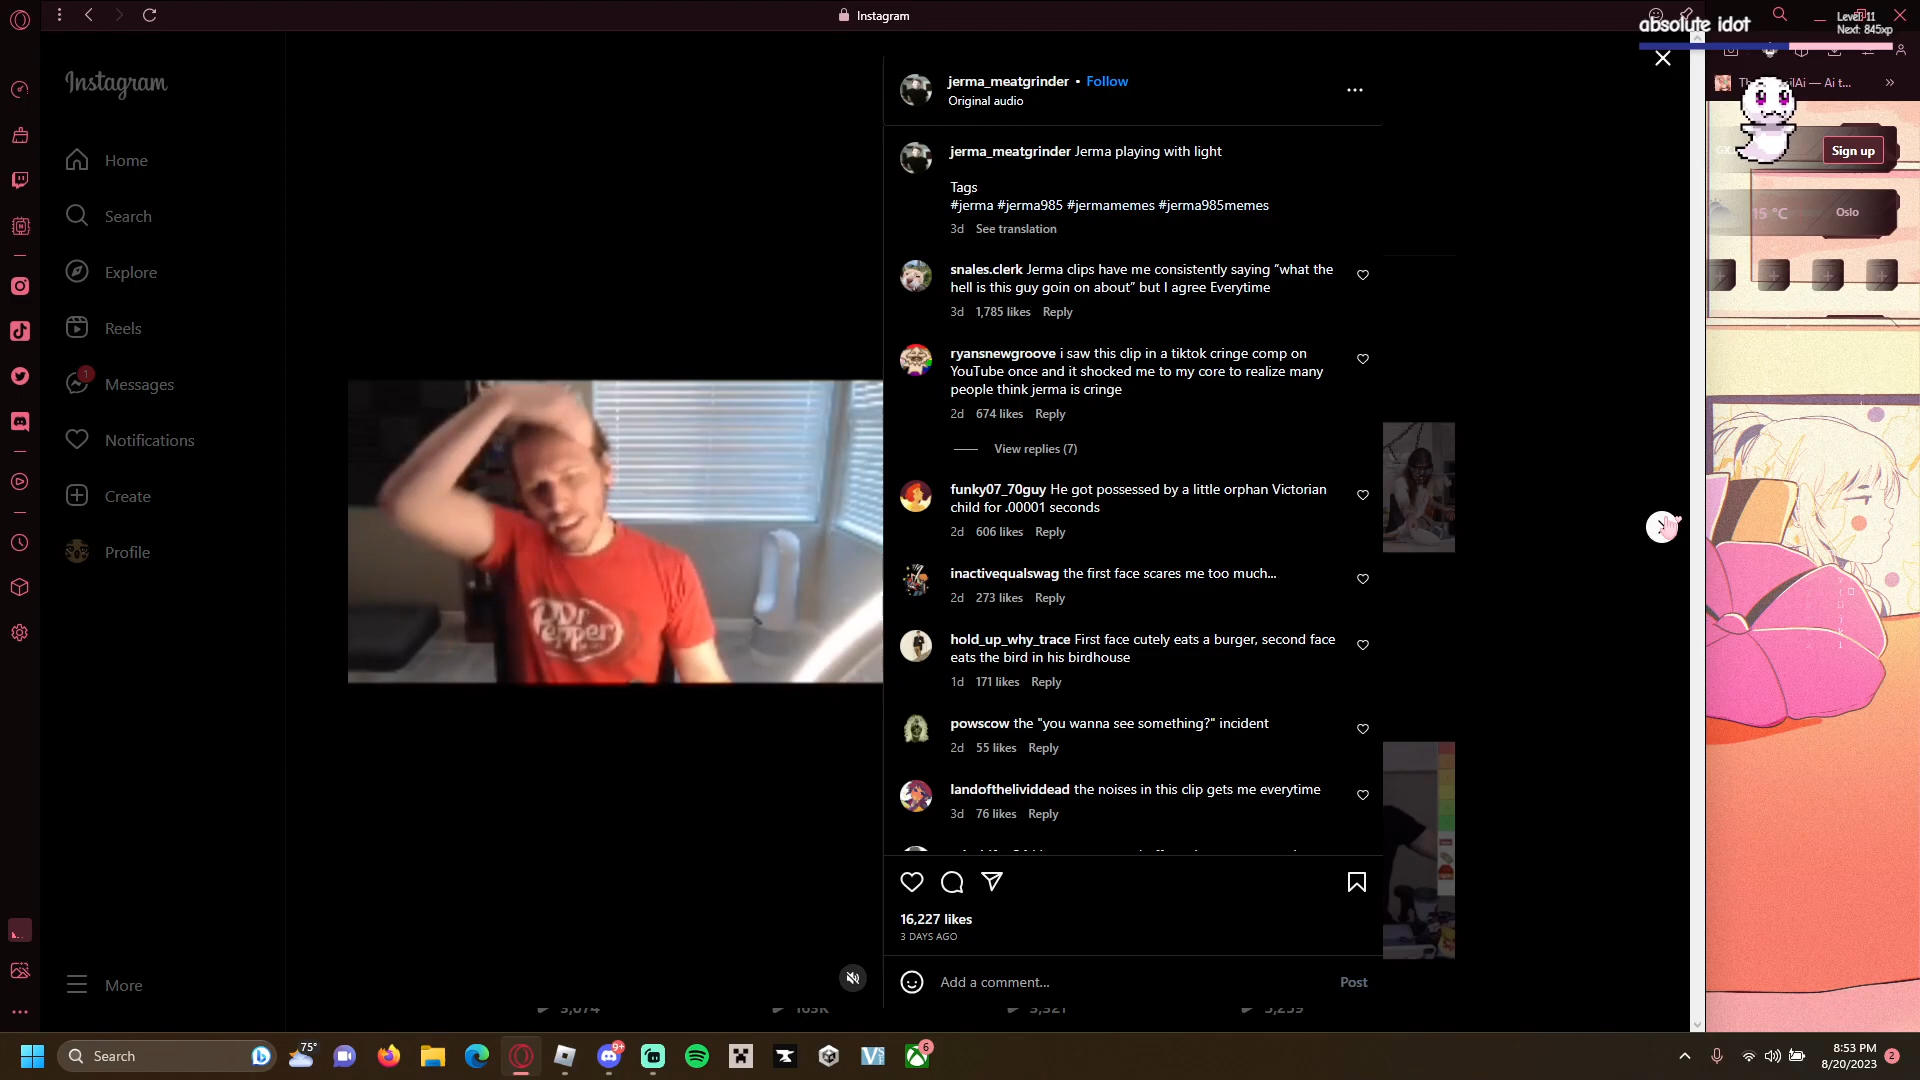 Instagram
absolute idot
Level: 11
Next: 845xp
Instagram
Home
Search
Explore
Reels
1
Messages
Notifications
Create
Profile
More
Dr Pepper
jerma_meatgrinder • Follow
Original audio
jerma_meatgrinder Jerma playing with light
Tags
#jerma #jerma985 #jermamemes #jerma985memes
3d See translation
snales.clerk Jerma clips have me consistently saying “what the
hell is this guy goin on about” but I agree Everytime
3d 1,785 likes Reply
ryansnewgroove i saw this clip in a tiktok cringe comp on
YouTube once and it shocked me to my core to realize many
people think jerma is cringe
2d 674 likes Reply
View replies (7)
funky07_70guy He got possessed by a little orphan Victorian
child for .00001 seconds
2d 606 likes Reply
inactivequalswag the first face scares me too much...
2d 273 likes Reply
hold_up_why_trace First face cutely eats a burger, second face
eats the bird in his birdhouse
1d 171 likes Reply
powscow the "you wanna see something?" incident
2d 55 likes Reply
landofthelividdead the noises in this clip gets me everytime
3d 76 likes Reply
16,227 likes
3 DAYS AGO
Add a comment...
Post
Ai t...
Sign up
15 °C
Oslo
Search
75°
9+
6
8:53 PM
8/20/2023
2